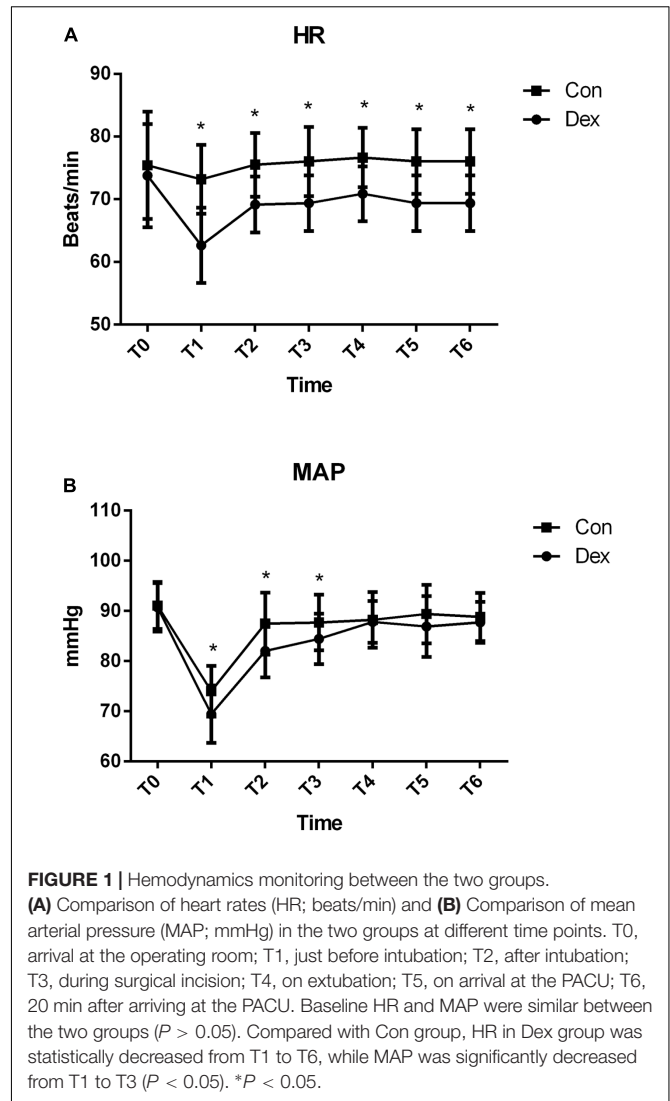 A
HR
90
80
70
60
50
Beats/min
* * * * * *
Con
Dex
T0 T1 T2 T3 T4 T5 T6
Time
B
MAP
110
100
90
80
70
60
mmHg
* * *
Con
Dex
T0 T1 T2 T3 T4 T5 T6
Time
FIGURE 1 | Hemodynamics monitoring between the two groups.
(A) Comparison of heart rates (HR; beats/min) and (B) Comparison of mean
arterial pressure (MAP; mmHg) in the two groups at different time points. T0,
arrival at the operating room; T1, just before intubation; T2, after intubation;
T3, during surgical incision; T4, on extubation; T5, on arrival at the PACU; T6,
20 min after arriving at the PACU. Baseline HR and MAP were similar between
the two groups (P > 0.05). Compared with Con group, HR in Dex group was
statistically decreased from T1 to T6, while MAP was significantly decreased
from T1 to T3 (P < 0.05). *P < 0.05.